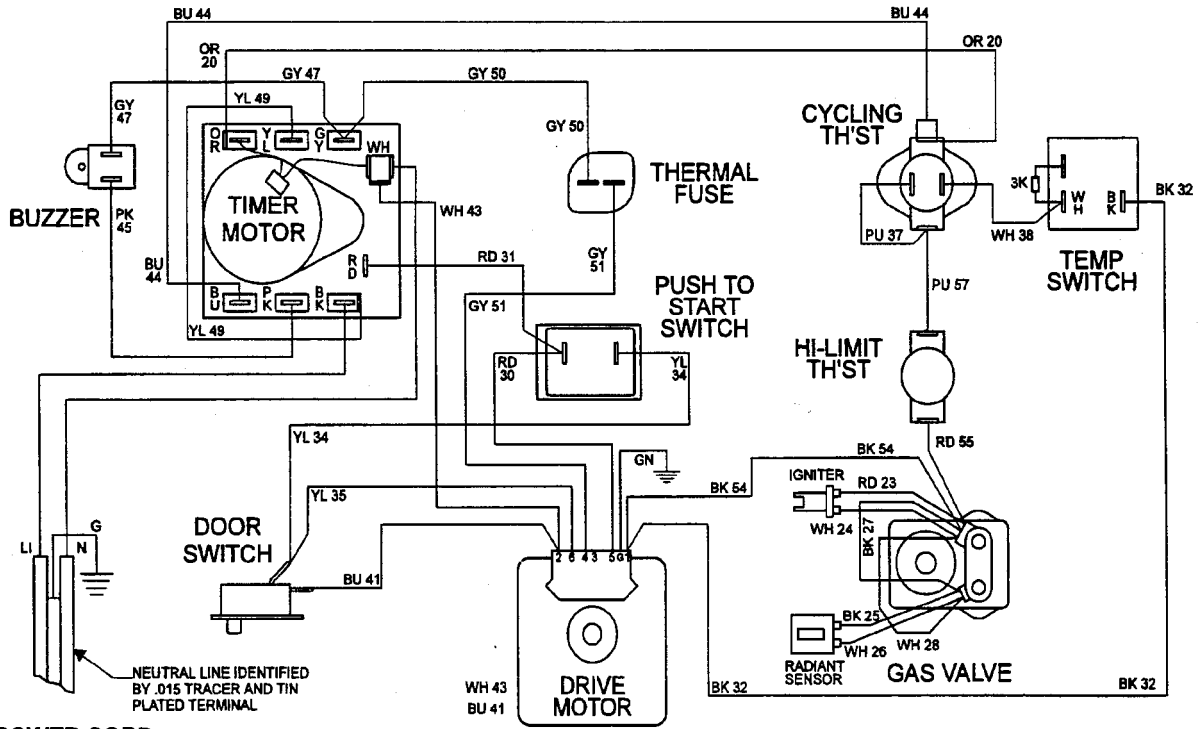 BU 44
BU 44
OR
20
OR 20
GY 47
GY 50
CYCLING
TH'ST
GY
47
YL 49
O
R
Y
L
G
Y
WH
GY 50
THERMAL
FUSE
3K
W
H
B
K
BK 32
BUZZER
PK
45
TIMER
MOTOR
WH 43
PU 37
WH 38
TEMP
SWITCH
BU
44
R
D
RD 31
GY
51
PUSH TO
START
SWITCH
PU 57
B
U
P
K
B
K
GY 51
YL 49
HI-LIMIT
TH'ST
RD
30
YL
34
YL 34
GN
BK 54
RD 55
BK 54
IGNITER
RD 23
YL 35
WH 24
BK 27
DOOR
SWITCH
LI
N
G
2 6 4 3 5 G 1
BU 41
BK 25
WH 26
WH 28
RADIANT
SENSOR
GAS VALVE
NEUTRAL LINE IDENTIFIED
BY .015 TRACER AND TIN
PLATED TERMINAL
WH 43
BU 41
DRIVE
MOTOR
BK 32
BK 32